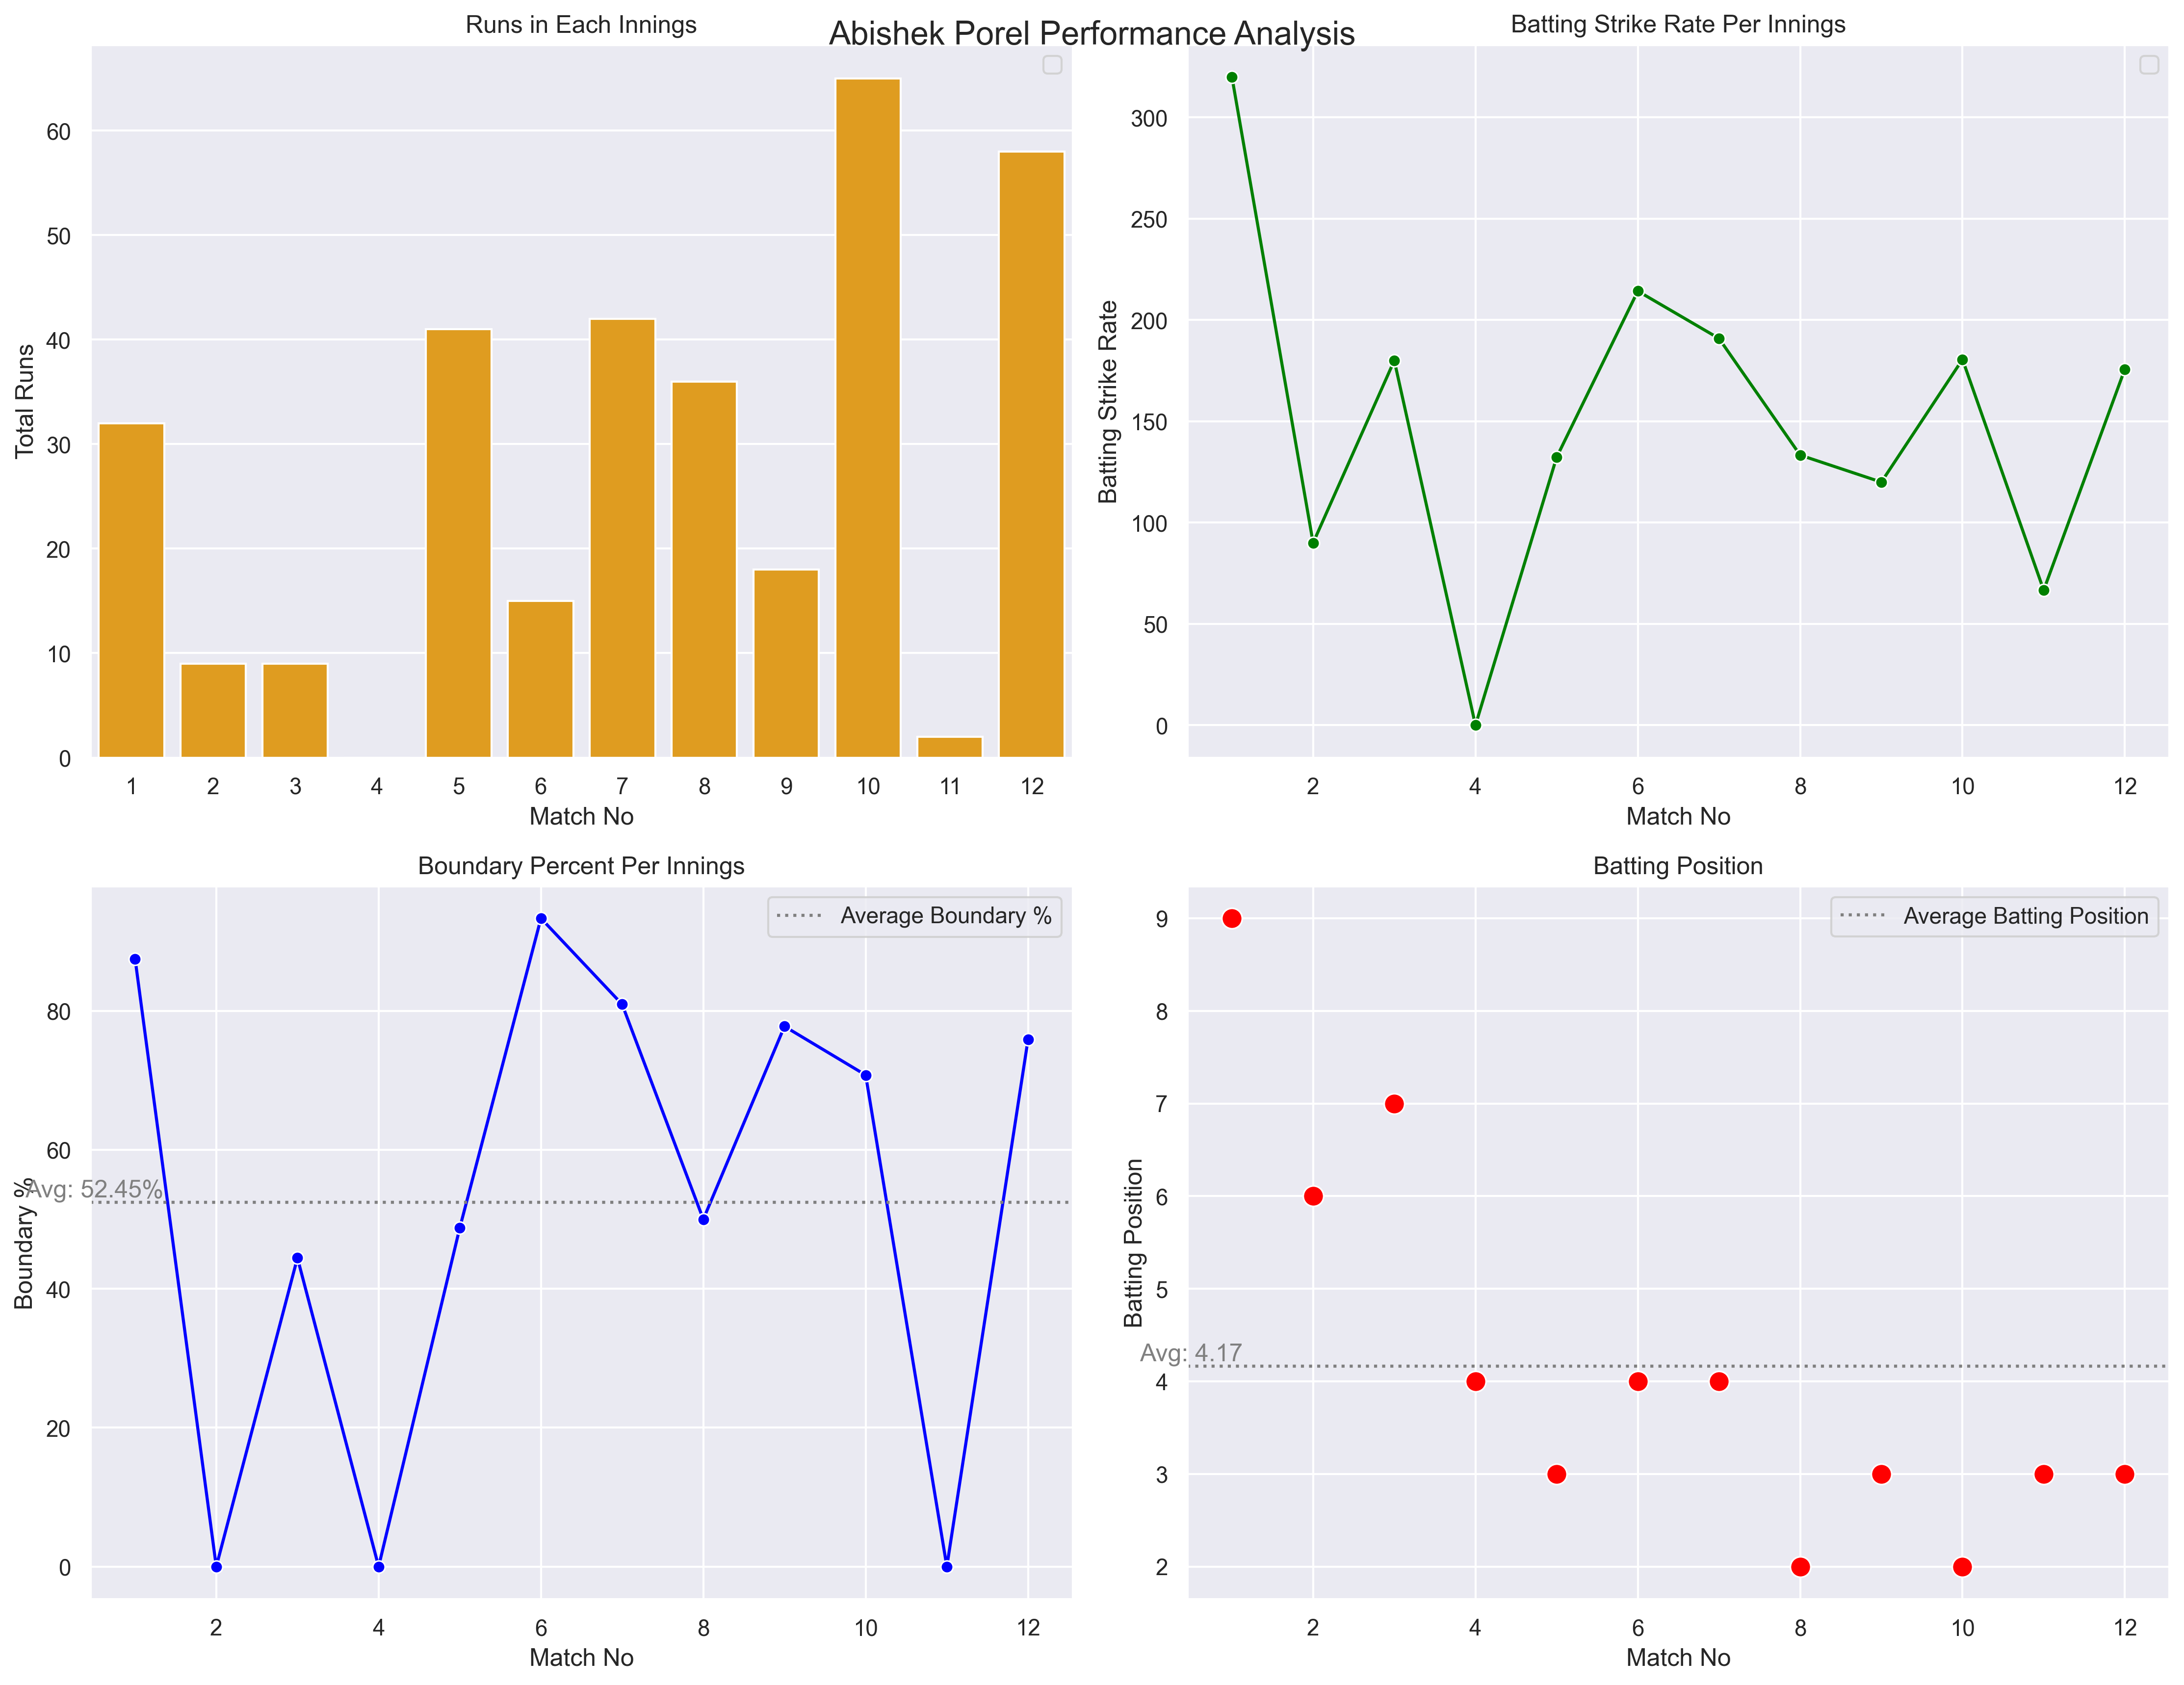 Abishek Porel Performance Analysis
Runs in Each Innings
60
50
40
30
20
10
0
Total Runs
1 2 3 4 5 6 7 8 9 10 11 12
Match No
Batting Strike Rate Per Innings
300
250
200
150
100
50
0
Batting Strike Rate
2 4 6 8 10 12
Match No
Boundary Percent Per Innings
Average Boundary %
80
60
40
20
0
Avg: 52.45%
Boundary %
2 4 6 8 10 12
Match No
Batting Position
Average Batting Position
9
8
7
6
5
4
3
2
Avg: 4.17
Batting Position
2 4 6 8 10 12
Match No